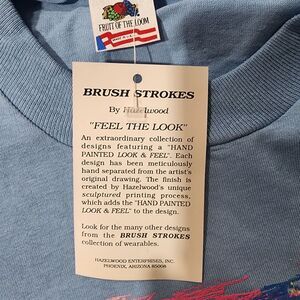 FRUIT OF THE LOOM
MADE IN U.S.A.
BRUSH STROKES
By Hazelwood
"FEEL THE LOOK"
An extraordinary collection of
designs featuring a "HAND
PAINTED LOOK & FEEL". Each
design has been meticulously
hand separated from the artist's
original drawing. The finish is
created by Hazelwood's unique
sculptured printing process,
which adds the "HAND PAINTED
LOOK & FEEL" to the design.
Look for the many other designs
from the BRUSH STROKES
collection of wearables.
HAZELWOOD ENTERPRISES, INC.
PHOENIX, ARIZONA 85008